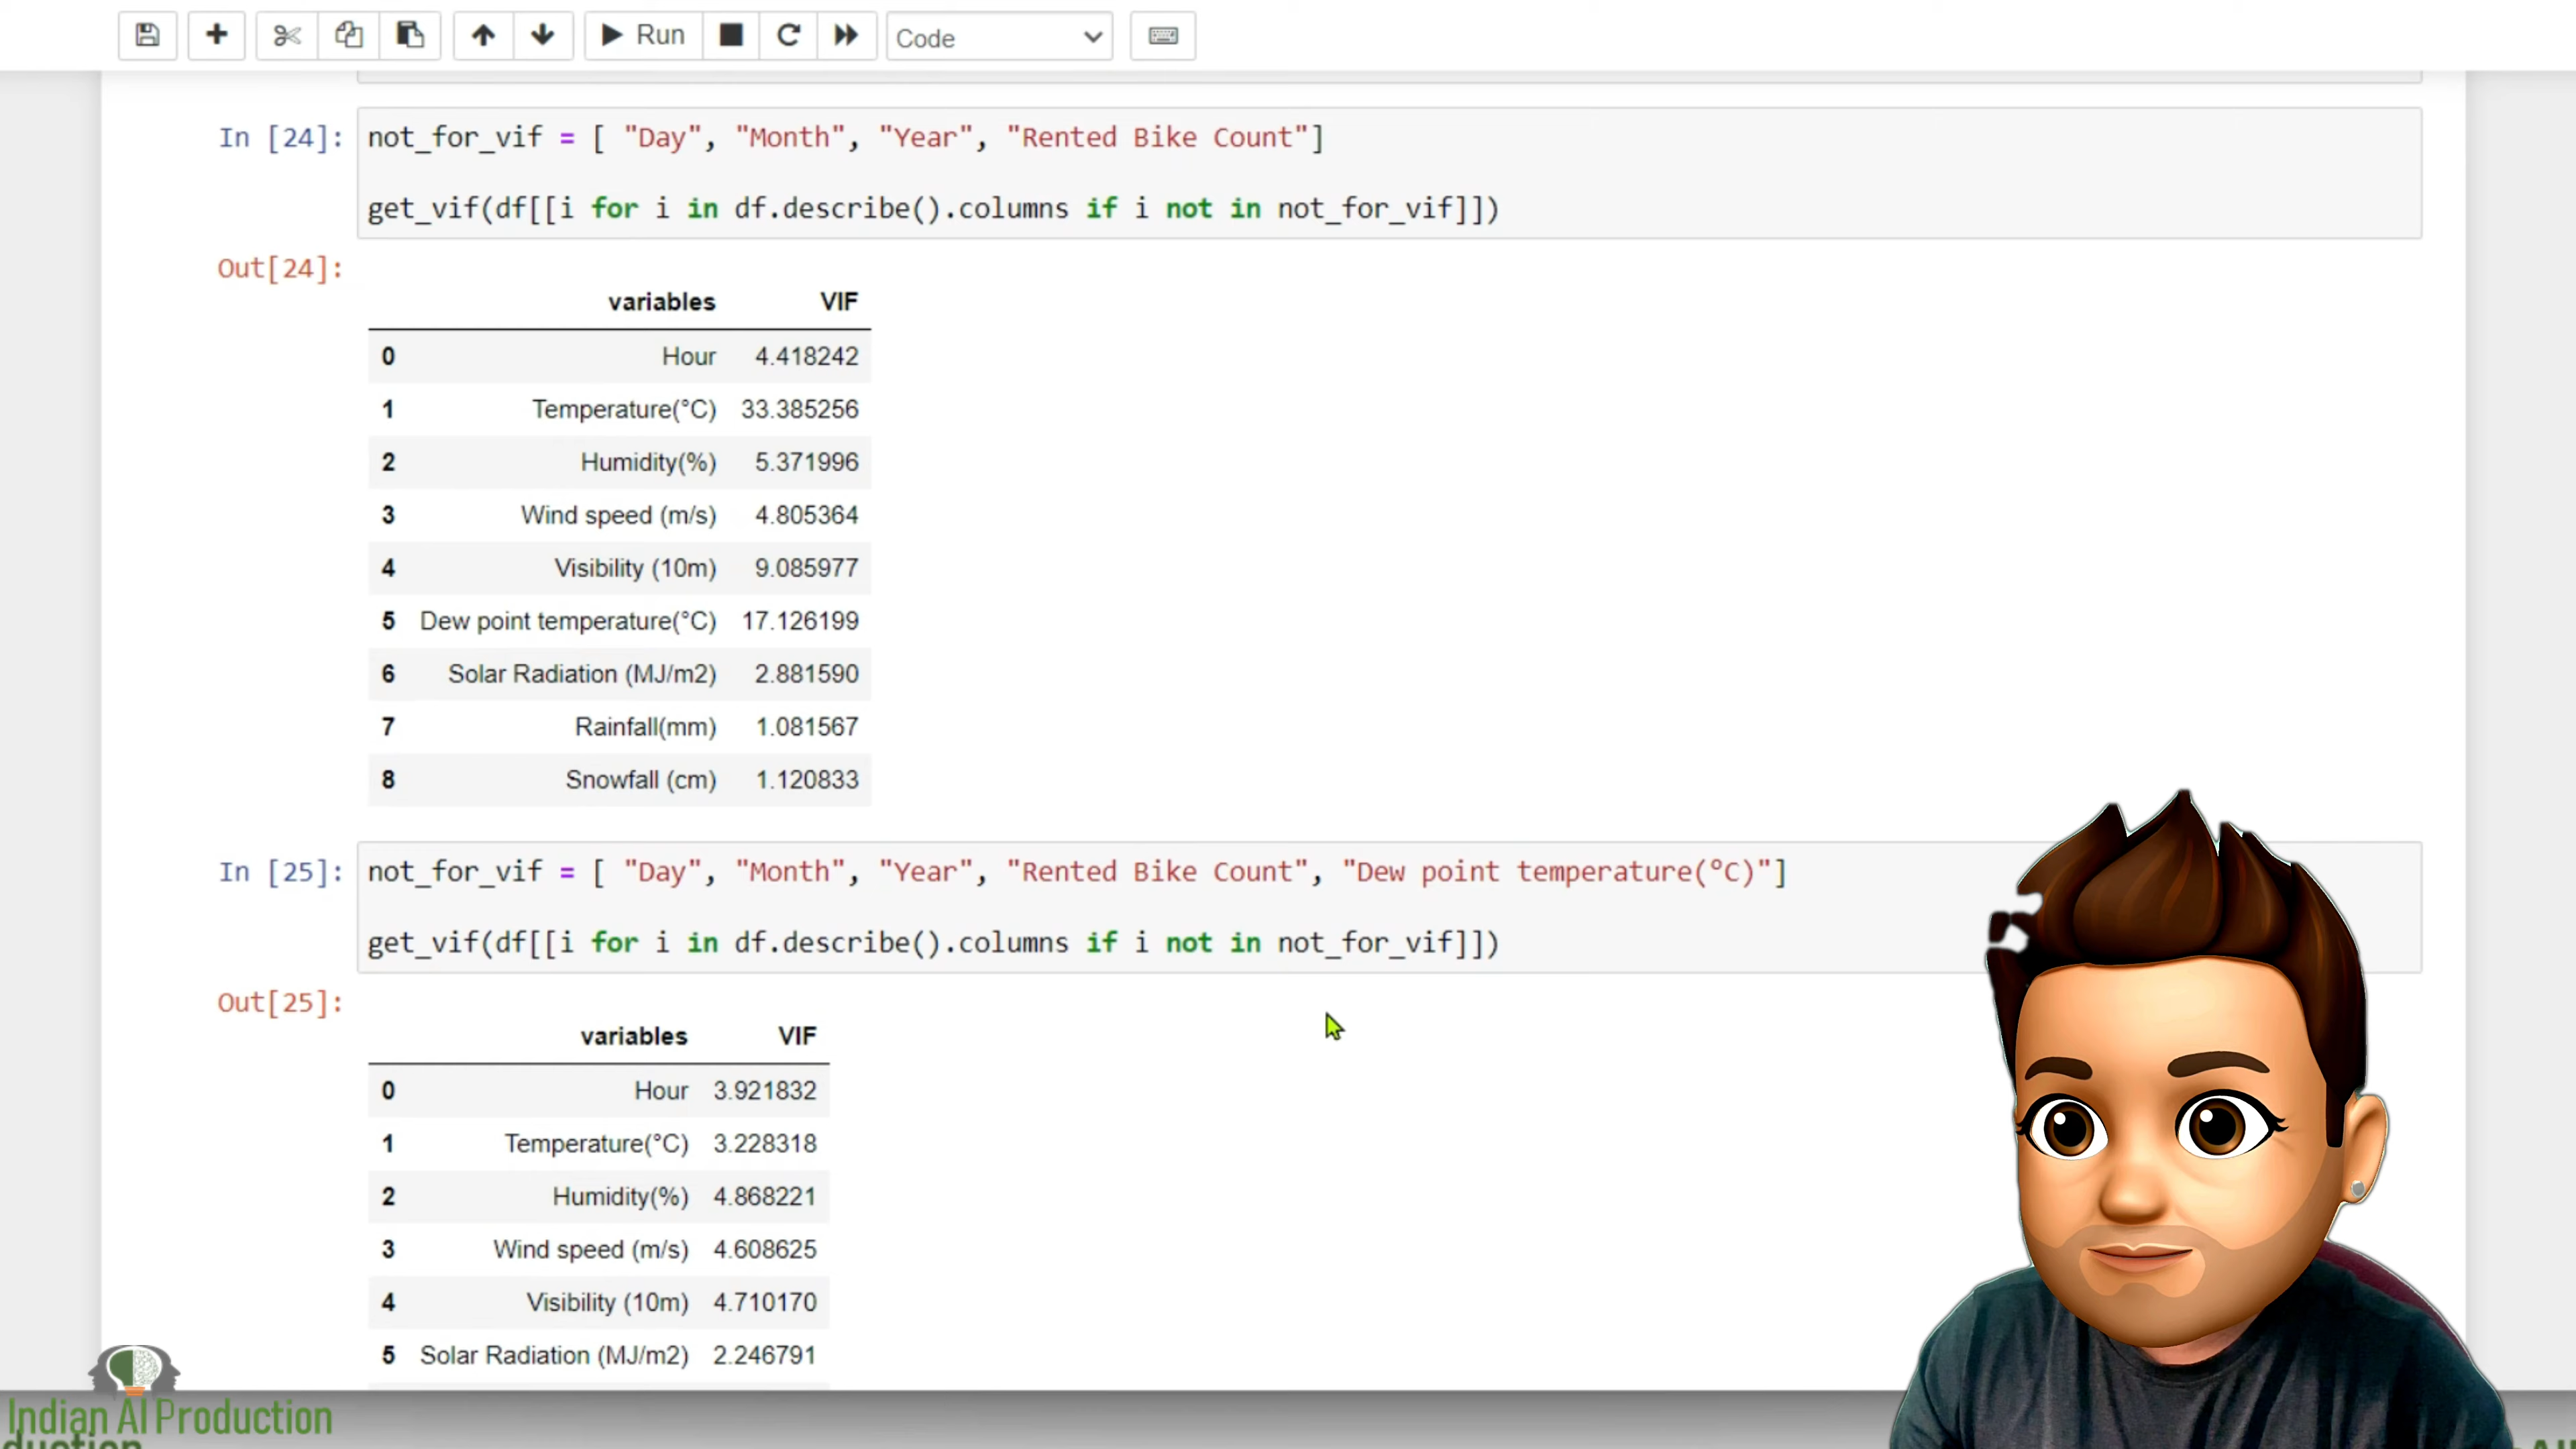 Run
Code
In [24]:
not_for_vif = [ "Day", "Month", "Year", "Rented Bike Count"]
get_vif(df[[i for i in df.describe().columns if i not in not_for_vif]])
Out[24]:
variables VIF
0 Hour 4.418242
1 Temperature(°C) 33.385256
2 Humidity(%) 5.371996
3 Wind speed (m/s) 4.805364
4 Visibility (10m) 9.085977
5 Dew point temperature(°C) 17.126199
6 Solar Radiation (MJ/m2) 2.881590
7 Rainfall(mm) 1.081567
8 Snowfall (cm) 1.120833
In [25]:
not_for_vif = [ "Day", "Month", "Year", "Rented Bike Count", "Dew point temperature(°C)"]
get_vif(df[[i for i in df.describe().columns if i not in not_for_vif]])
Out[25]:
variables VIF
0 Hour 3.921832
1 Temperature(°C) 3.228318
2 Humidity(%) 4.868221
3 Wind speed (m/s) 4.608625
4 Visibility (10m) 4.710170
5 Solar Radiation (MJ/m2) 2.246791
Indian AI Production